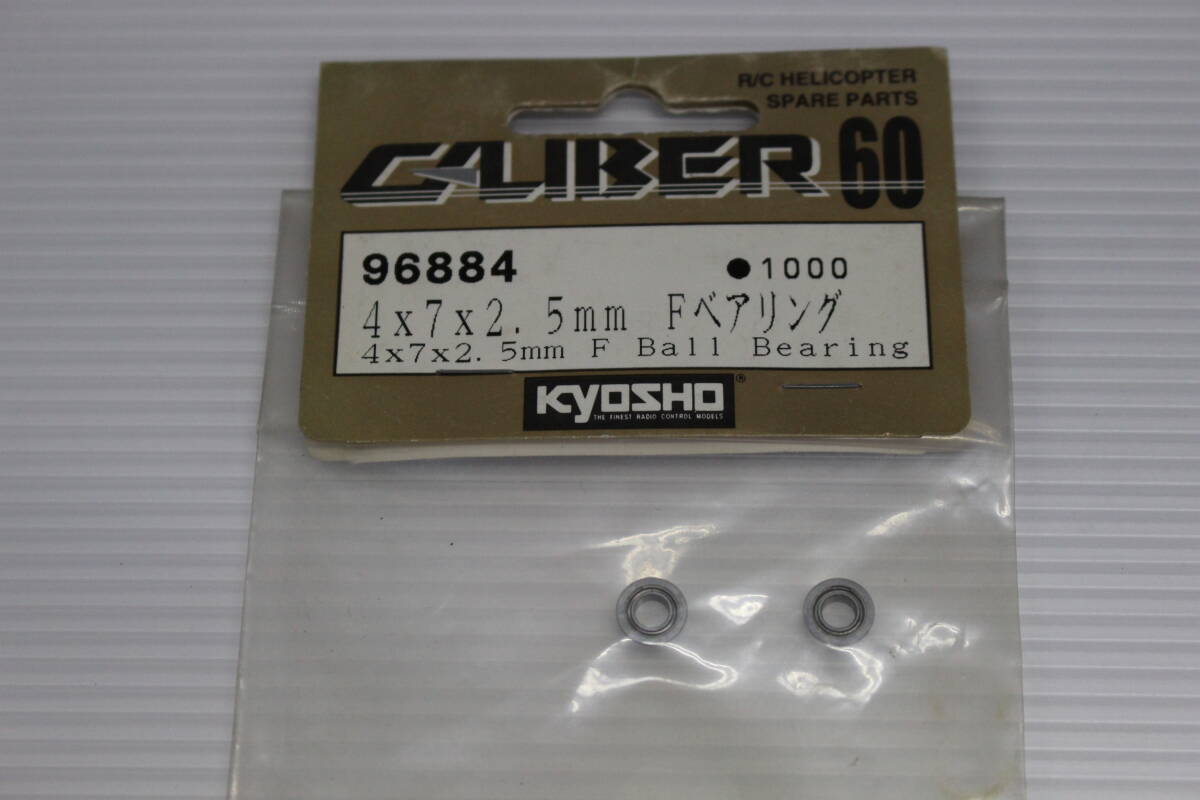 R/C HELICOPTER
SPARE PARTS
CALIBER 60
96884 ●1000
4x7x2.5mm Fベアリング
4x7x2.5mm F Ball Bearing
KYOSHO®
THE FINEST RADIO CONTROL MODELS